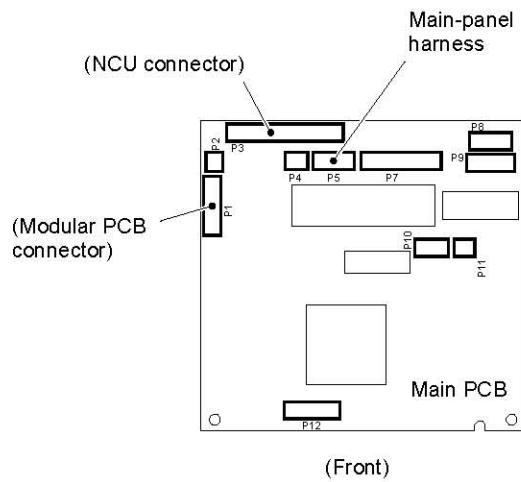 Main-panel
harness
(NCU connector)
P8
P2
P3
P9
P4
P5
P7
P1
(Modular PCB
connector)
P10
P11
Main PCB
P12
(Front)